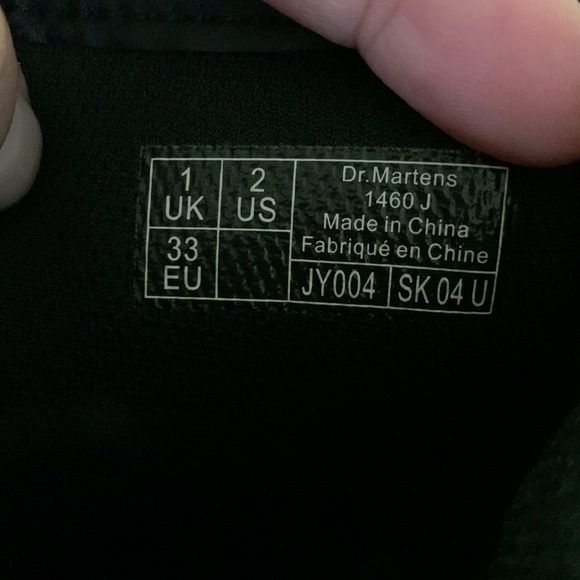 1
UK
2
US
33
EU
Dr.Martens
1460 J
Made in China
Fabriqué en Chine
JY004
SK 04 U